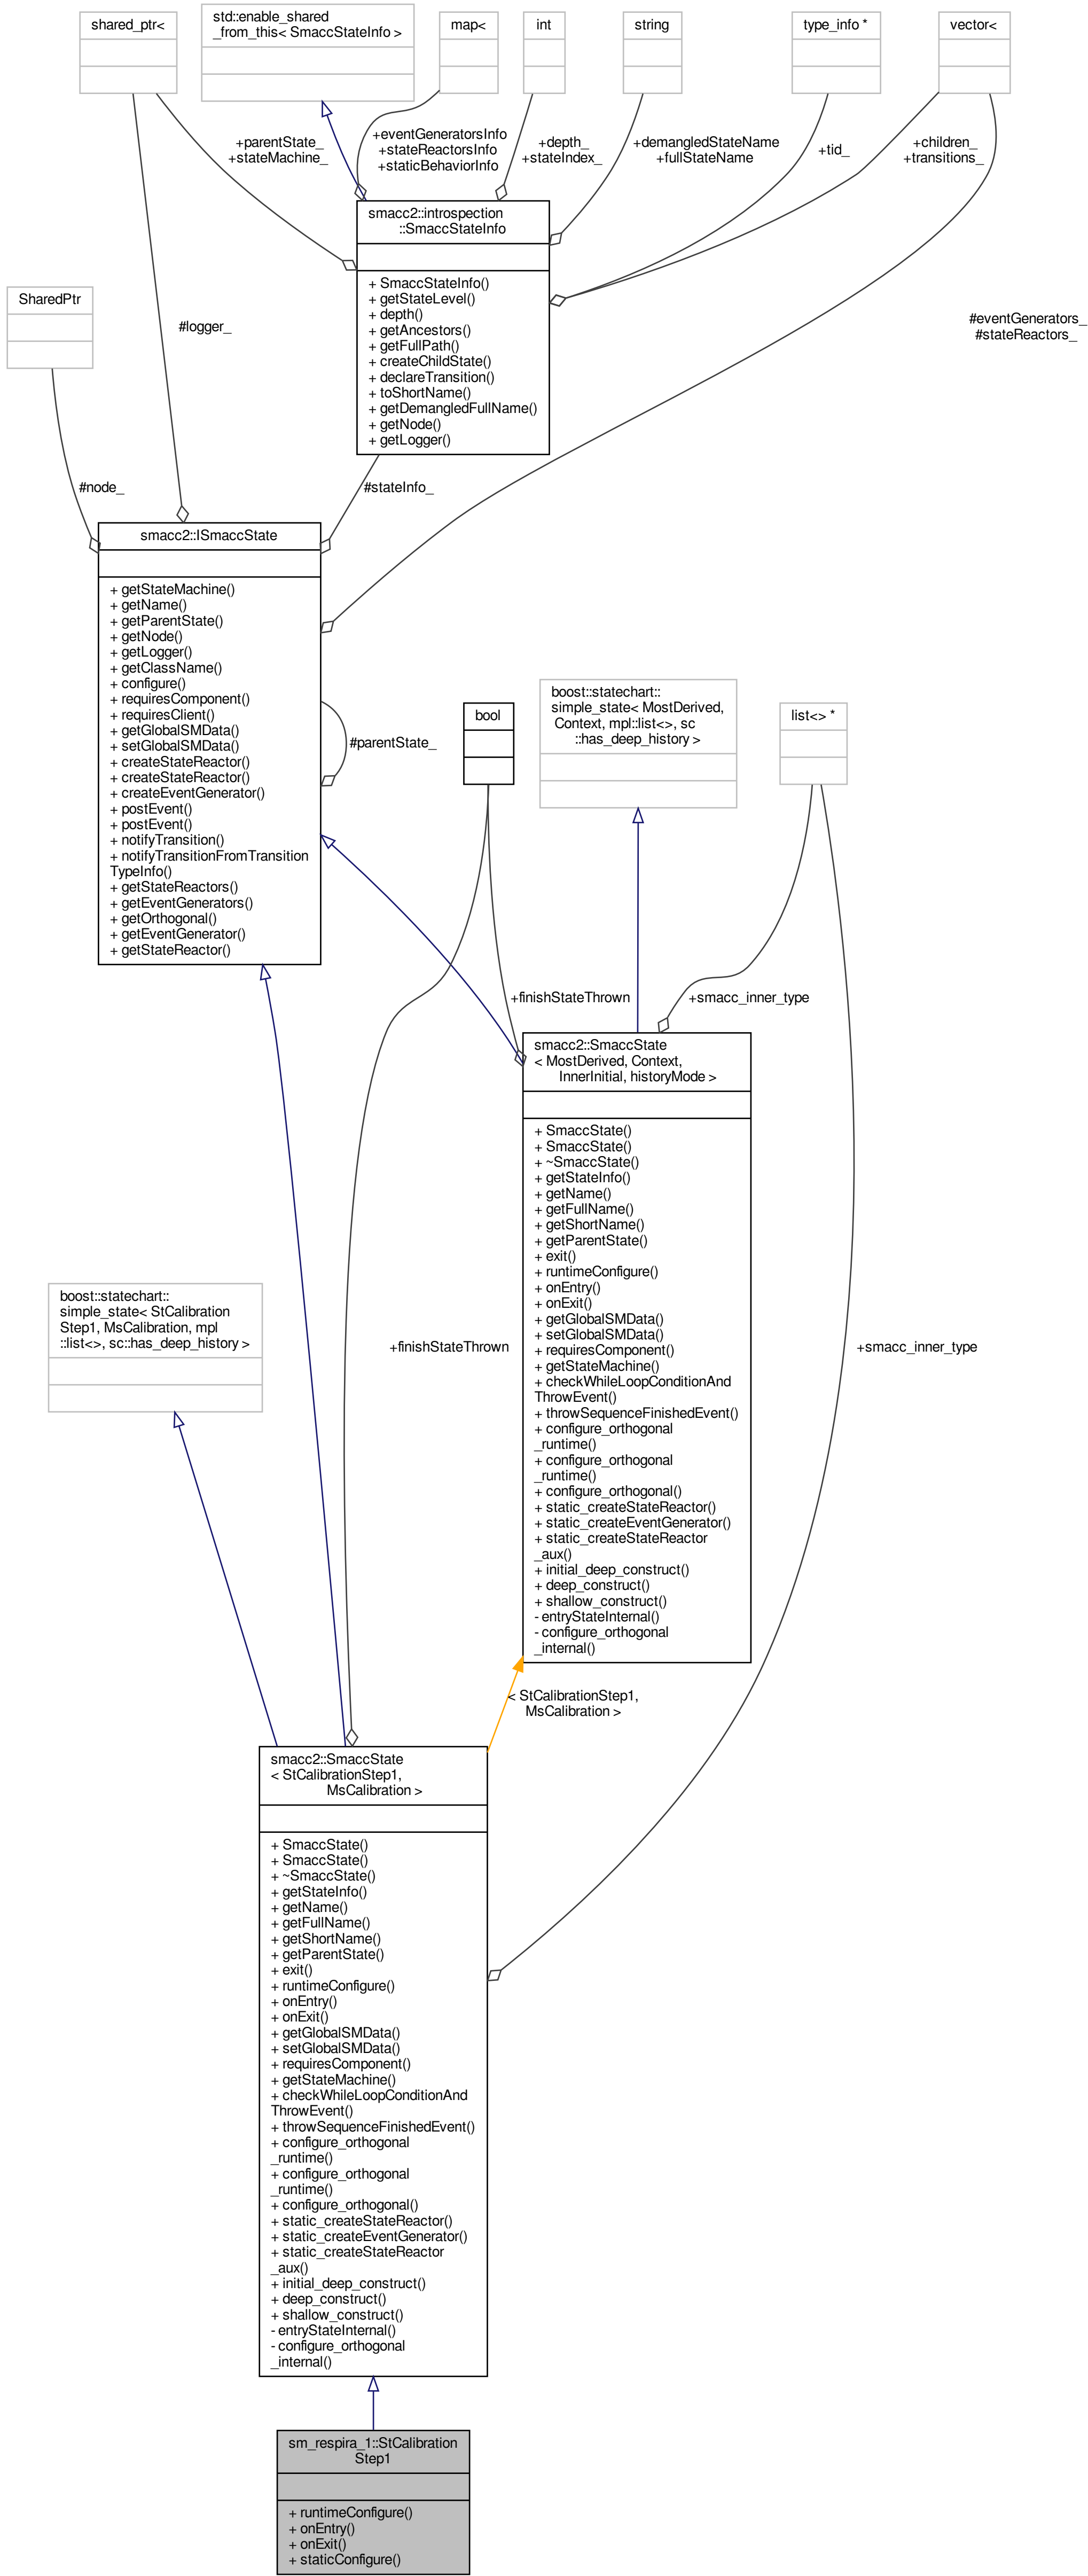 shared_ptr<
std::enable_shared
_from_this< SmaccStateInfo >
map<
int
string
type_info *
vector<
+parentState_
+stateMachine_
+eventGeneratorsInfo
+stateReactorsInfo
+staticBehaviorInfo
+depth_
+stateIndex_
+demangledStateName
+fullStateName
+tid_
+children_
+transitions_
smacc2::introspection
::SmaccStateInfo
+ SmaccStateInfo()
+ getStateLevel()
+ depth()
+ getAncestors()
+ getFullPath()
+ createChildState()
+ declareTransition()
+ toShortName()
+ getDemangledFullName()
+ getNode()
+ getLogger()
SharedPtr
#logger_
#eventGenerators_
#stateReactors_
#node_
#stateInfo_
smacc2::ISmaccState
+ getStateMachine()
+ getName()
+ getParentState()
+ getNode()
+ getLogger()
+ getClassName()
+ configure()
+ requiresComponent()
+ requiresClient()
+ getGlobalSMData()
+ setGlobalSMData()
+ createStateReactor()
+ createStateReactor()
+ createEventGenerator()
+ postEvent()
+ postEvent()
+ notifyTransition()
+ notifyTransitionFromTransition
TypeInfo()
+ getStateReactors()
+ getEventGenerators()
+ getOrthogonal()
+ getEventGenerator()
+ getStateReactor()
#parentState_
bool
boost::statechart::
simple_state< MostDerived,
Context, mpl::list<>, sc
::has_deep_history >
list<> *
+finishStateThrown
+smacc_inner_type
smacc2::SmaccState
< MostDerived, Context,
InnerInitial, historyMode >
+ SmaccState()
+ SmaccState()
+ ~SmaccState()
+ getStateInfo()
+ getName()
+ getFullName()
+ getShortName()
+ getParentState()
+ exit()
+ runtimeConfigure()
+ onEntry()
+ onExit()
+ getGlobalSMData()
+ setGlobalSMData()
+ requiresComponent()
+ getStateMachine()
+ checkWhileLoopConditionAnd
ThrowEvent()
+ throwSequenceFinishedEvent()
+ configure_orthogonal
_runtime()
+ configure_orthogonal
_runtime()
+ configure_orthogonal()
+ static_createStateReactor()
+ static_createEventGenerator()
+ static_createStateReactor
_aux()
+ initial_deep_construct()
+ deep_construct()
+ shallow_construct()
- entryStateInternal()
- configure_orthogonal
_internal()
boost::statechart::
simple_state< StCalibration
Step1, MsCalibration, mpl
::list<>, sc::has_deep_history >
+finishStateThrown
+smacc_inner_type
< StCalibrationStep1,
MsCalibration >
smacc2::SmaccState
< StCalibrationStep1,
MsCalibration >
+ SmaccState()
+ SmaccState()
+ ~SmaccState()
+ getStateInfo()
+ getName()
+ getFullName()
+ getShortName()
+ getParentState()
+ exit()
+ runtimeConfigure()
+ onEntry()
+ onExit()
+ getGlobalSMData()
+ setGlobalSMData()
+ requiresComponent()
+ getStateMachine()
+ checkWhileLoopConditionAnd
ThrowEvent()
+ throwSequenceFinishedEvent()
+ configure_orthogonal
_runtime()
+ configure_orthogonal
_runtime()
+ configure_orthogonal()
+ static_createStateReactor()
+ static_createEventGenerator()
+ static_createStateReactor
_aux()
+ initial_deep_construct()
+ deep_construct()
+ shallow_construct()
- entryStateInternal()
- configure_orthogonal
_internal()
sm_respira_1::StCalibration
Step1
+ runtimeConfigure()
+ onEntry()
+ onExit()
+ staticConfigure()